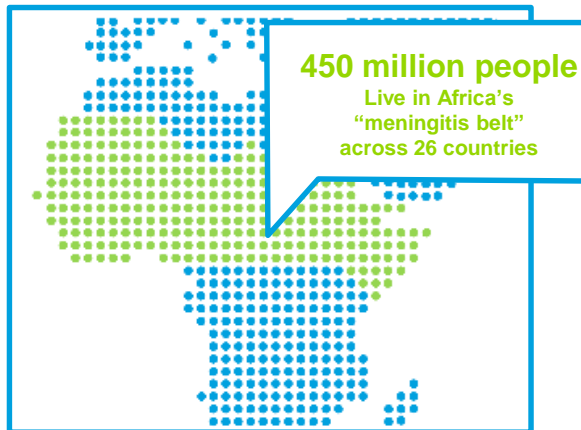 450 million people
Live in Africa's
“meningitis belt”
across 26 countries